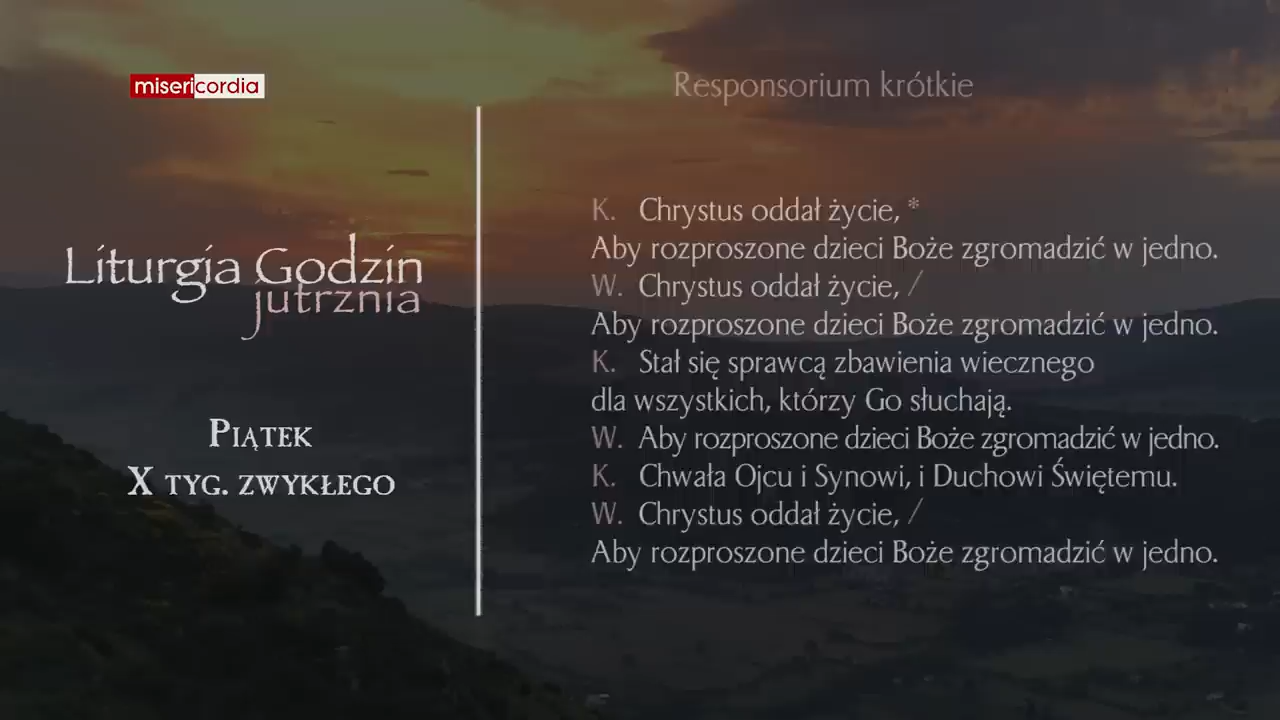 misericordia
Responsorium krótkie
Liturgia Godzin
jutrznia
Piątek
X tyg. zwykłego
K. Chrystus oddał życie, *
Aby rozproszone dzieci Boże zgromadzić w jedno.
W. Chrystus oddał życie, /
Aby rozproszone dzieci Boże zgromadzić w jedno.
K. Stał się sprawcą zbawienia wiecznego
dla wszystkich, którzy Go słuchają.
W. Aby rozproszone dzieci Boże zgromadzić w jedno.
K. Chwała Ojcu i Synowi, i Duchowi Świętemu.
W. Chrystus oddał życie, /
Aby rozproszone dzieci Boże zgromadzić w jedno.